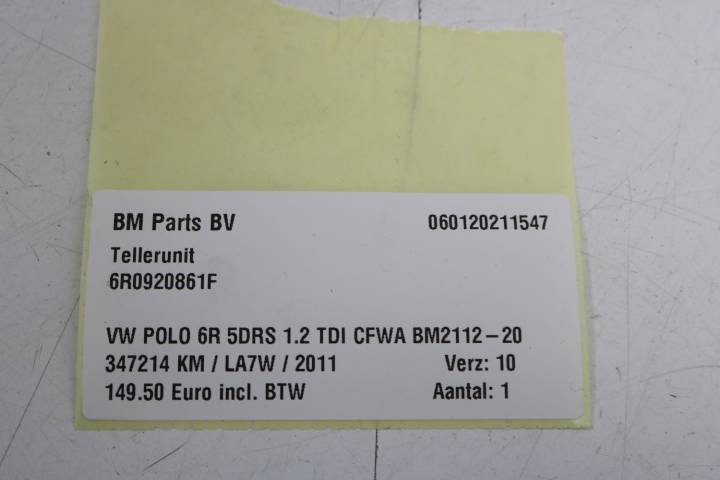 BM Parts BV 060120211547
Tellerunit
6R0920861F
VW POLO 6R 5DRS 1.2 TDI CFWA BM2112-20
347214 KM / LA7W / 2011 Verz: 10
149.50 Euro incl. BTW Aantal: 1